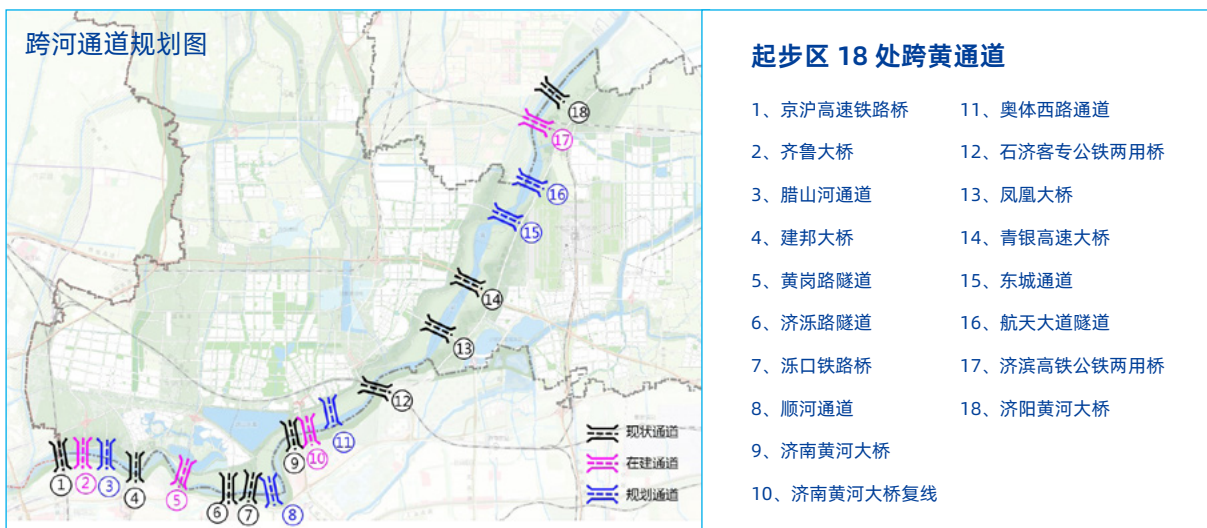 跨河通道规划图
18
17
16
15
14
13
12
11
10
9
8
7
6
5
4
3
2
1
现状通道
在建通道
规划通道
起步区 18 处跨黄通道
1、京沪高速铁路桥
2、齐鲁大桥
3、腊山河通道
4、建邦大桥
5、黄岗路隧道
6、济泺路隧道
7、泺口铁路桥
8、顺河通道
9、济南黄河大桥
10、济南黄河大桥复线
11、奥体西路通道
12、石济客专公铁两用桥
13、凤凰大桥
14、青银高速大桥
15、东城通道
16、航天大道隧道
17、济滨高铁公铁两用桥
18、济阳黄河大桥